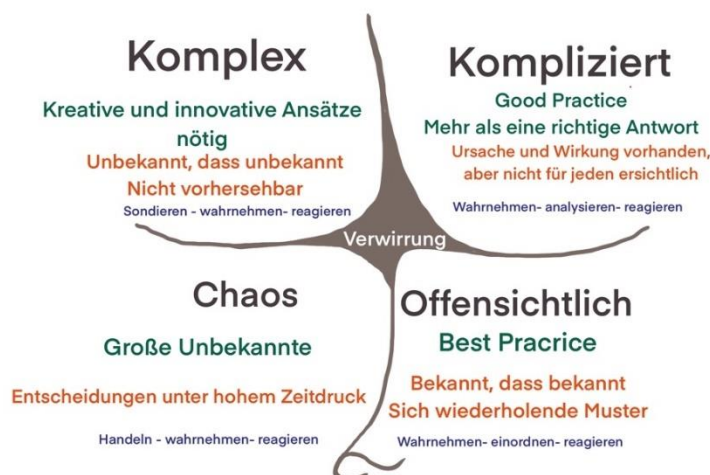 Komplex
Kreative und innovative Ansätze
nötig
Unbekannt, dass unbekannt
Nicht vorhersehbar
Sondieren - wahrnehmen- reagieren
Kompliziert
Good Practice
Mehr als eine richtige Antwort
Ursache und Wirkung vorhanden,
aber nicht für jeden ersichtlich
Wahrnehmen- analysieren- reagieren
Verwirrung
Chaos
Große Unbekannte
Entscheidungen unter hohem Zeitdruck
Handeln - wahrnehmen- reagieren
Offensichtlich
Best Pracrice
Bekannt, dass bekannt
Sich wiederholende Muster
Wahrnehmen- einordnen- reagieren